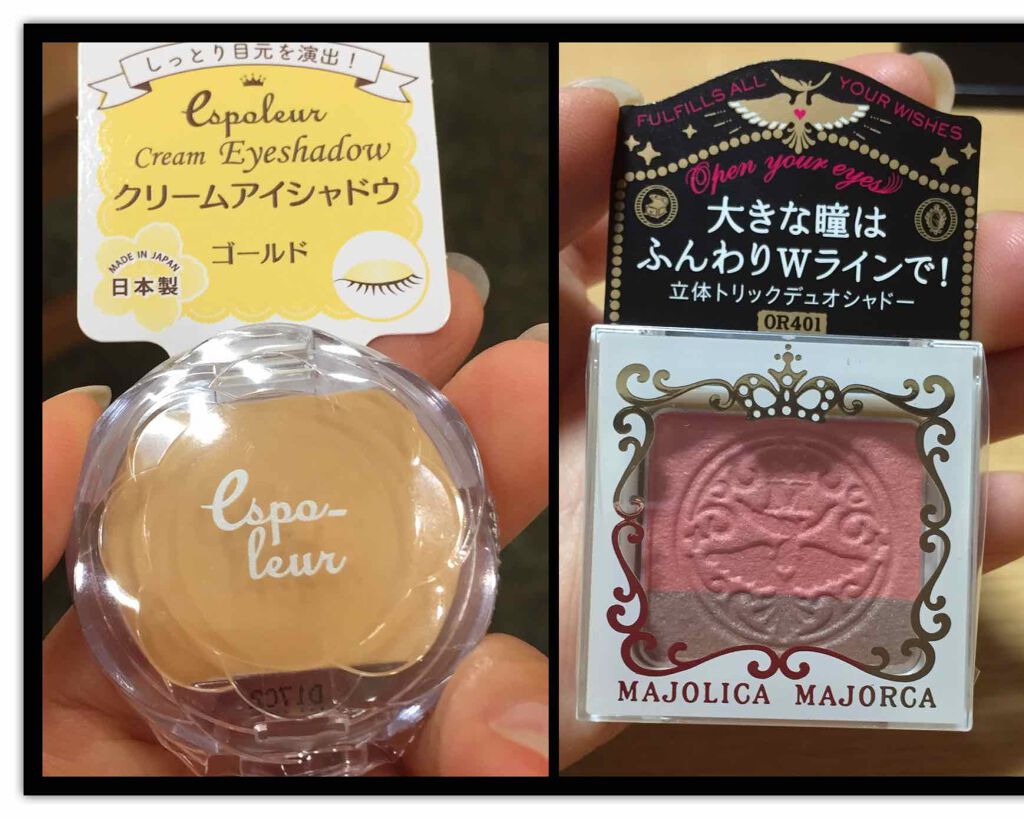 しっとり目元を演出！
espoleur
Cream Eyeshadow
クリームアイシャドウ
ゴールド
MADE IN JAPAN
日本製
espo-
leur
D17C2
FULFILLS ALL YOUR WISHES
Open your eyes
大きな瞳は
ふんわりWラインで！
立体トリックデュオシャドー
OR401
MAJOLICA MAJORCA